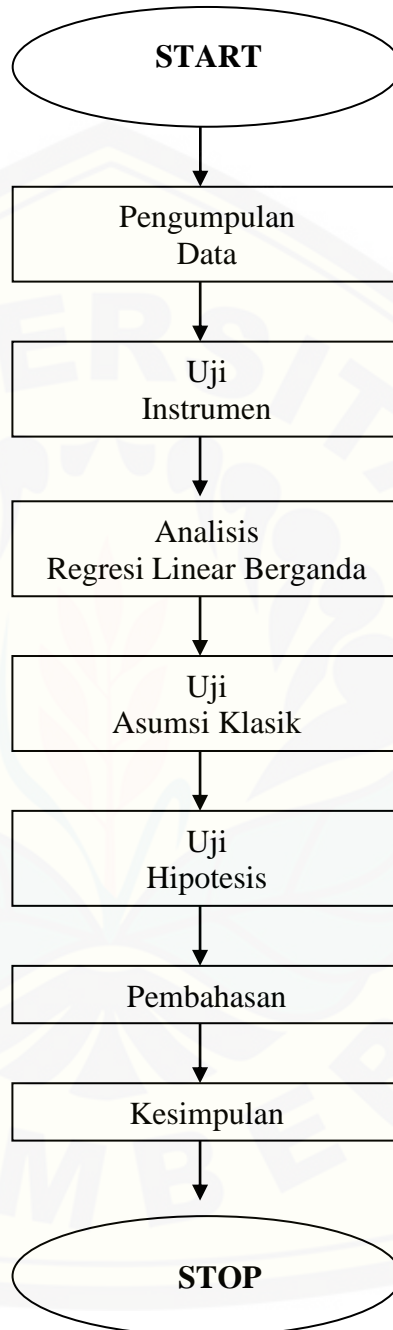 START
Pengumpulan
Data
Uji
Instrumen
Analisis
Regresi Linear Berganda
Uji
Asumsi Klasik
Uji
Hipotesis
Pembahasan
Kesimpulan
STOP